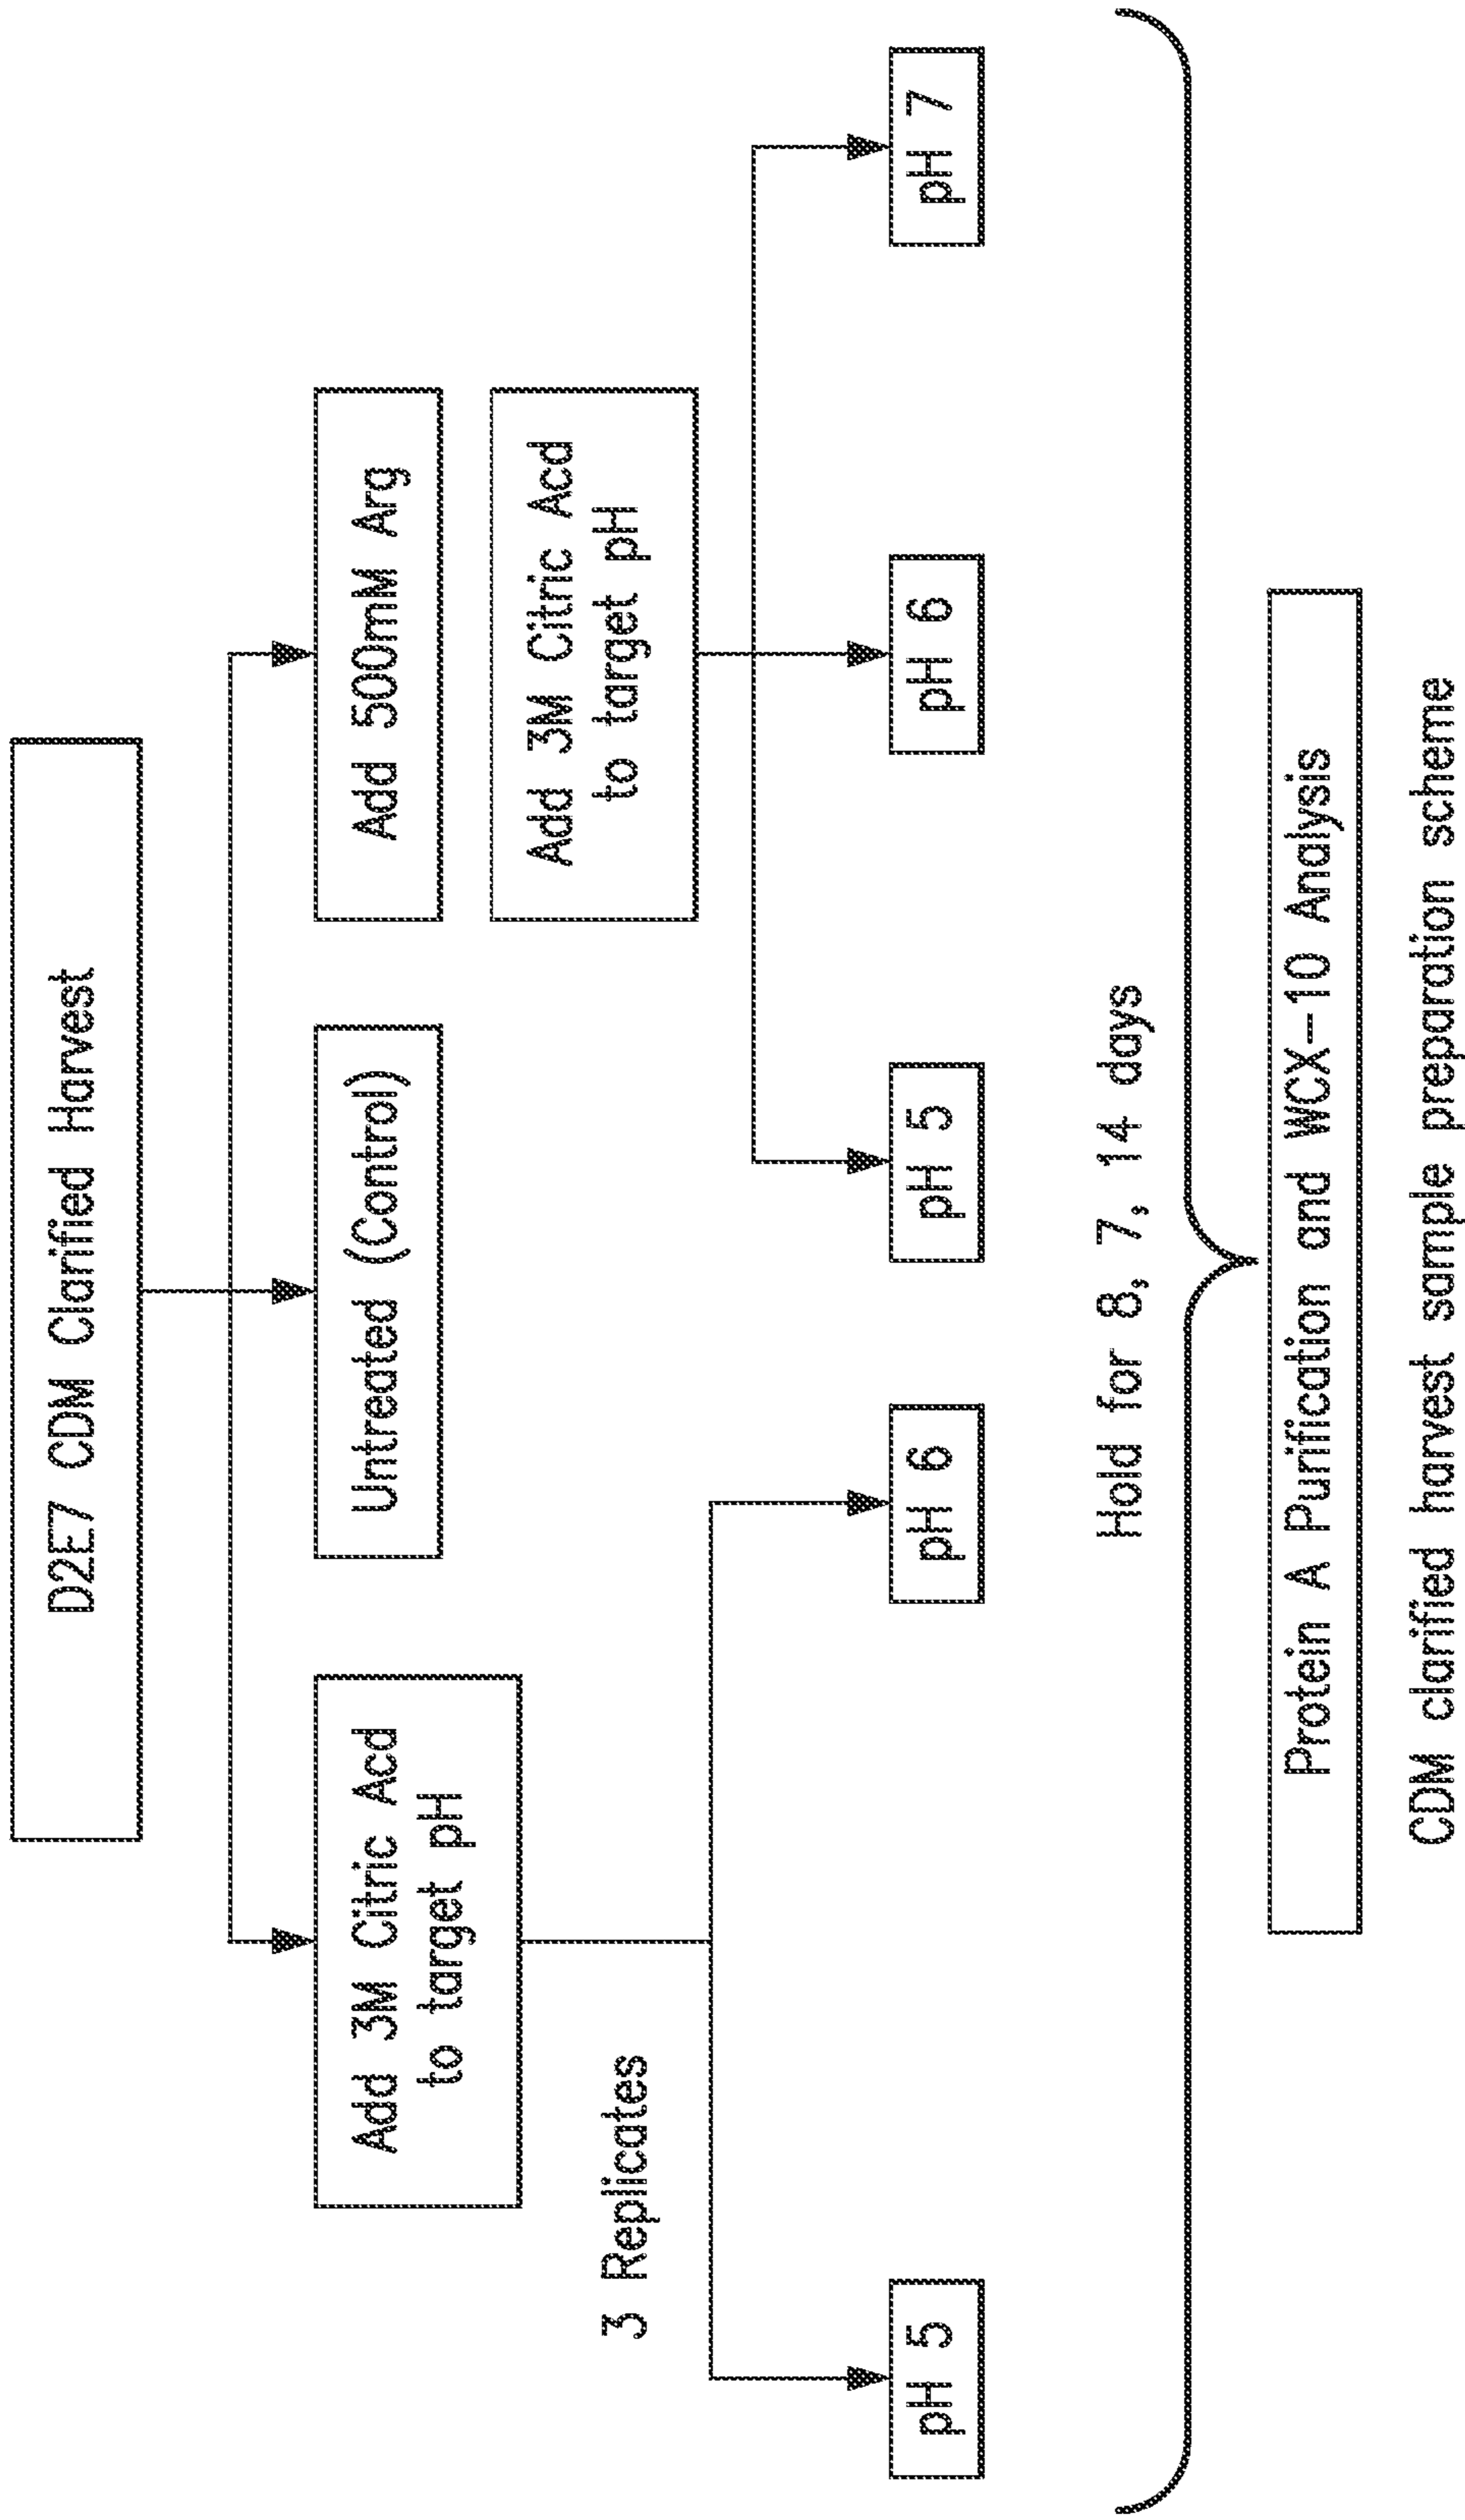 D2E7 CDM Clarified Harvest
Add 3M Citric Acd
to target pH
Untreated (Control)
Add 500mM Arg
Add 3M Citric Acd
to target pH
3 Replicates
pH 5
pH 6
pH 5
pH 6
pH 7
Hold for 8, 7, 14 days
Protein A Purification and WCX-10 Analysis
CDM clarified harvest sample preparation scheme